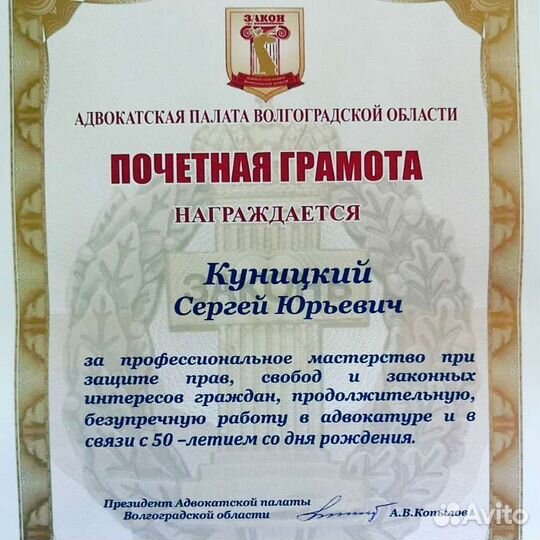 ЗАКОН
АДВОКАТСКАЯ ПАЛАТА ВОЛГОГРАДСКОЙ ОБЛАСТИ
ПОЧЕТНАЯ ГРАМОТА
НАГРАЖДАЕТСЯ
Куницкий
Сергей Юрьевич
за профессиональное мастерство при
защите прав, свобод и законных
интересов граждан, продолжительную,
безупречную работу в адвокатуре и в
связи с 50 –летием со дня рождения.
Президент Адвокатской палаты
Волгоградской области А.В.Копылов
Avito